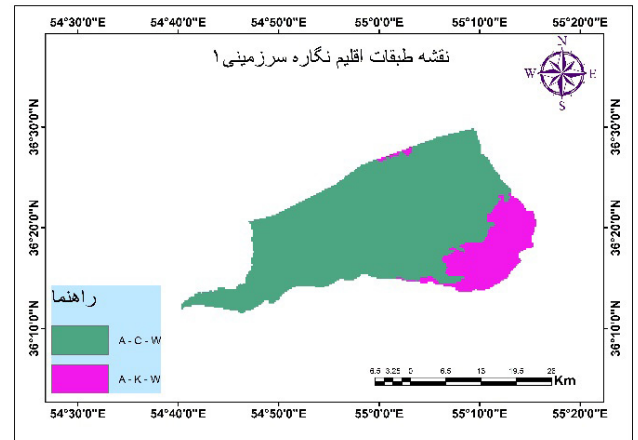 54°30'0"E 54°40'0"E 54°50'0"E 55°0'0"E 55°10'0"E 55°20'0"E
نقشه طبقات اقلیم نگاره سرزمینی۱
N
W E
S
36°30'0"N 36°30'0"N
36°20'0"N 36°20'0"N
36°10'0"N 36°10'0"N
راهنما
A - C - W
A - K - W
6.5 3.25 0 6.5 13 19.5 26
Km
54°30'0"E 54°40'0"E 54°50'0"E 55°0'0"E 55°10'0"E 55°20'0"E